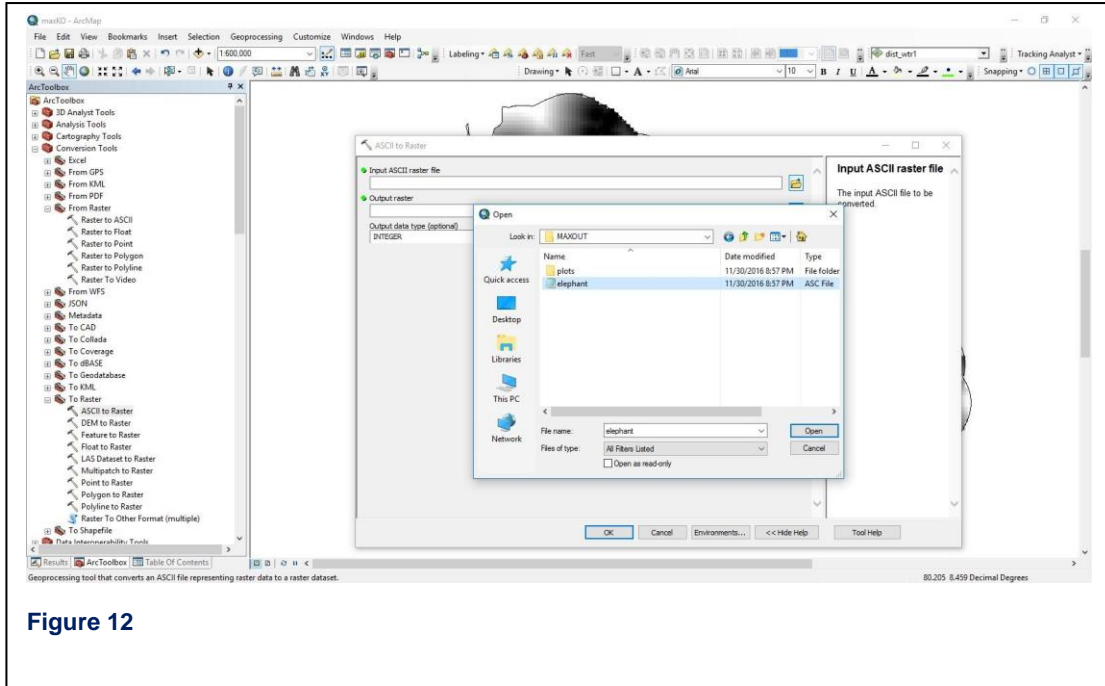 maxKD - ArcMap
File Edit View Bookmarks Insert Selection Geoprocessing Customize Windows Help
1:600,000 Labeling Fast dist_wtr1 Tracking Analyst
Drawing A Arial 10 B I U A Snapping
ArcToolbox
ArcToolbox
3D Analyst Tools
Analysis Tools
Cartography Tools
Conversion Tools
Excel
From GPS
From KML
From PDF
From Raster
Raster to ASCII
Raster to Float
Raster to Point
Raster to Polygon
Raster to Polyline
Raster To Video
From WFS
JSON
Metadata
To CAD
To Collada
To Coverage
To dBASE
To Geodatabase
To KML
To Raster
ASCII to Raster
DEM to Raster
Feature to Raster
Float to Raster
LAS Dataset to Raster
Multipatch to Raster
Point to Raster
Polygon to Raster
Polyline to Raster
Raster To Other Format (multiple)
To Shapefile
Data Interoperability Tools
Results ArcToolbox Table Of Contents
Geoprocessing tool that converts an ASCII file representing raster data to a raster dataset.
80.205 8.459 Decimal Degrees
ASCII to Raster
Input ASCII raster file
Output raster
Output data type (optional)
INTEGER
Input ASCII raster file
The input ASCII file to be
converted.
Open
Look in: MAXOUT
Quick access
Desktop
Libraries
This PC
Network
Name Date modified Type
plots 11/30/2016 8:57 PM File folder
elephant 11/30/2016 8:57 PM ASC File
File name: elephant Open
Files of type: All Filters Listed Cancel
Open as read-only
OK Cancel Environments... << Hide Help Tool Help
Figure 12